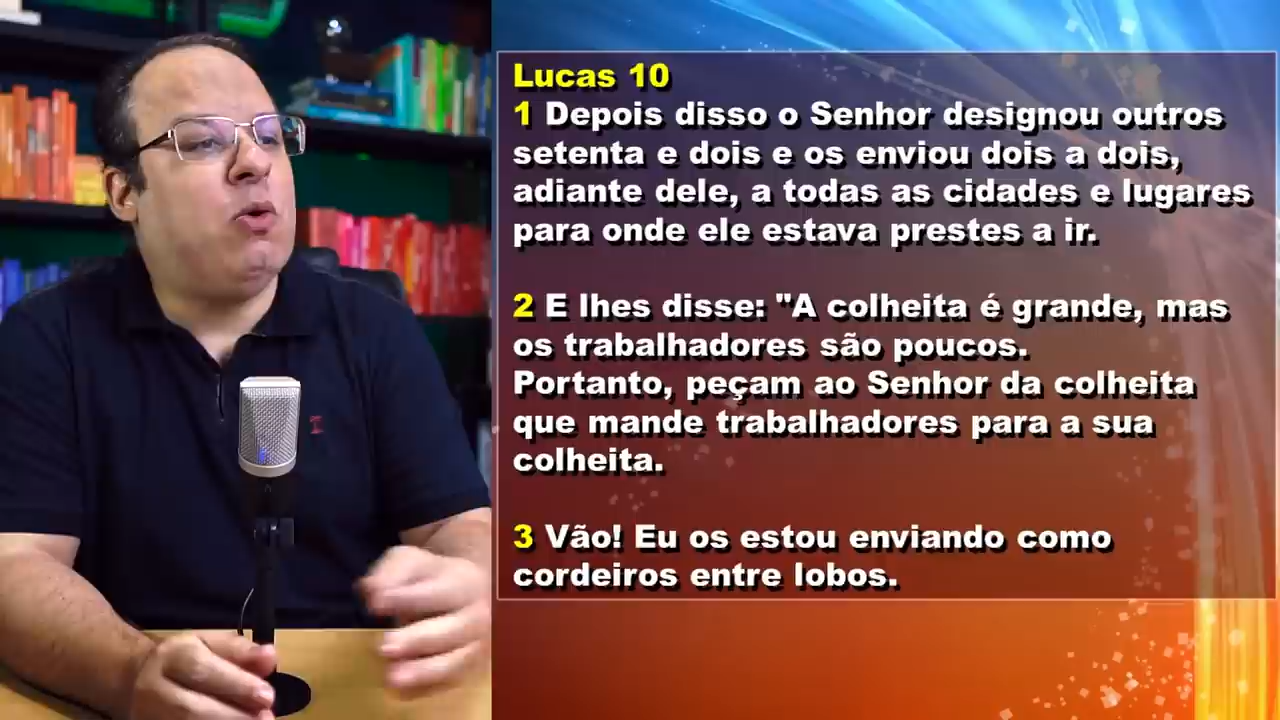 Lucas 10
1 Depois disso o Senhor designou outros
setenta e dois e os enviou dois a dois,
adiante dele, a todas as cidades e lugares
para onde ele estava prestes a ir.
2 E lhes disse: "A colheita é grande, mas
os trabalhadores são poucos.
Portanto, peçam ao Senhor da colheita
que mande trabalhadores para a sua
colheita.
3 Vão! Eu os estou enviando como
cordeiros entre lobos.